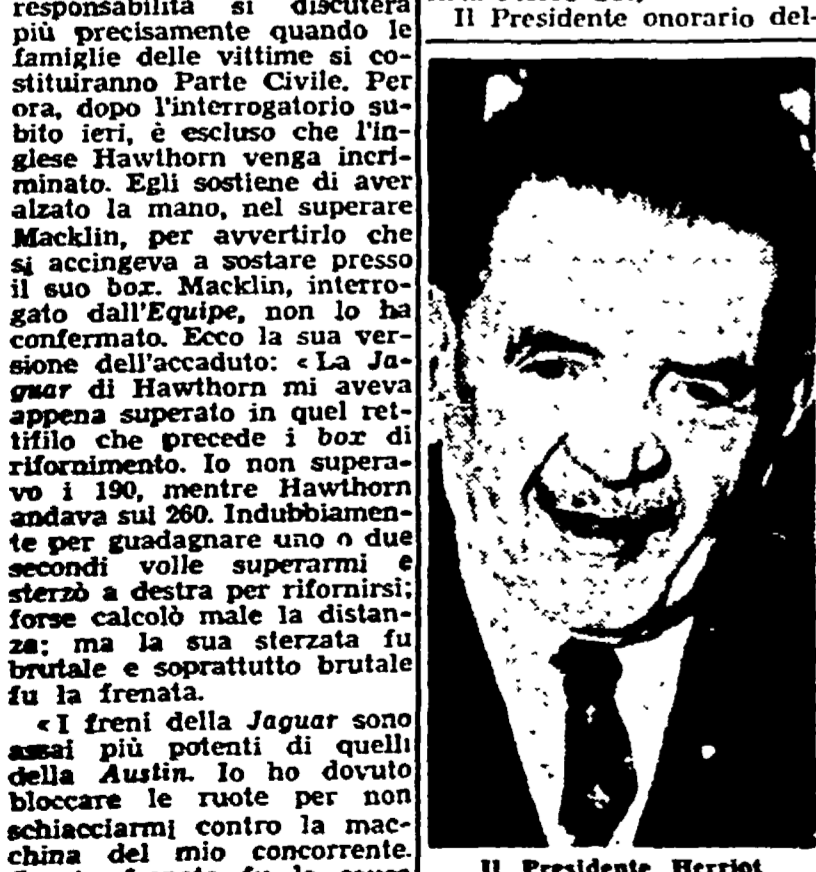 responsabilità si discuterà
più precisamente quando le
famiglie delle vittime si co-
stituiranno Parte Civile. Per
ora, dopo l'interrogatorio su-
bito ieri, è escluso che l'in-
glese Hawthorn venga incri-
minato. Egli sostiene di aver
alzato la mano, nel superare
Macklin, per avvertirlo che
si accingeva a sostare presso
il suo box. Macklin, interro-
gato dall'Equipe, non lo ha
confermato. Ecco la sua ver-
sione dell'accaduto: «La Ja-
guar di Hawthorn mi aveva
appena superato in quel ret-
tifilo che precede i box di
rifornimento. Io non supera-
vo i 190, mentre Hawthorn
andava sui 260. Indubbiamen-
te per guadagnare uno o due
secondi volle superarmi e
sterzò a destra per rifornirsi;
forse calcolò male la distan-
za; ma la sua sterzata fu
brutale e soprattutto brutale
fu la frenata.
«I freni della Jaguar sono
assai più potenti di quelli
della Austin. Io ho dovuto
bloccare le ruote per non
schiacciarmi contro la mac-
china del mio concorrente.
Il Presidente onorario del-
Il Presidente Herriot